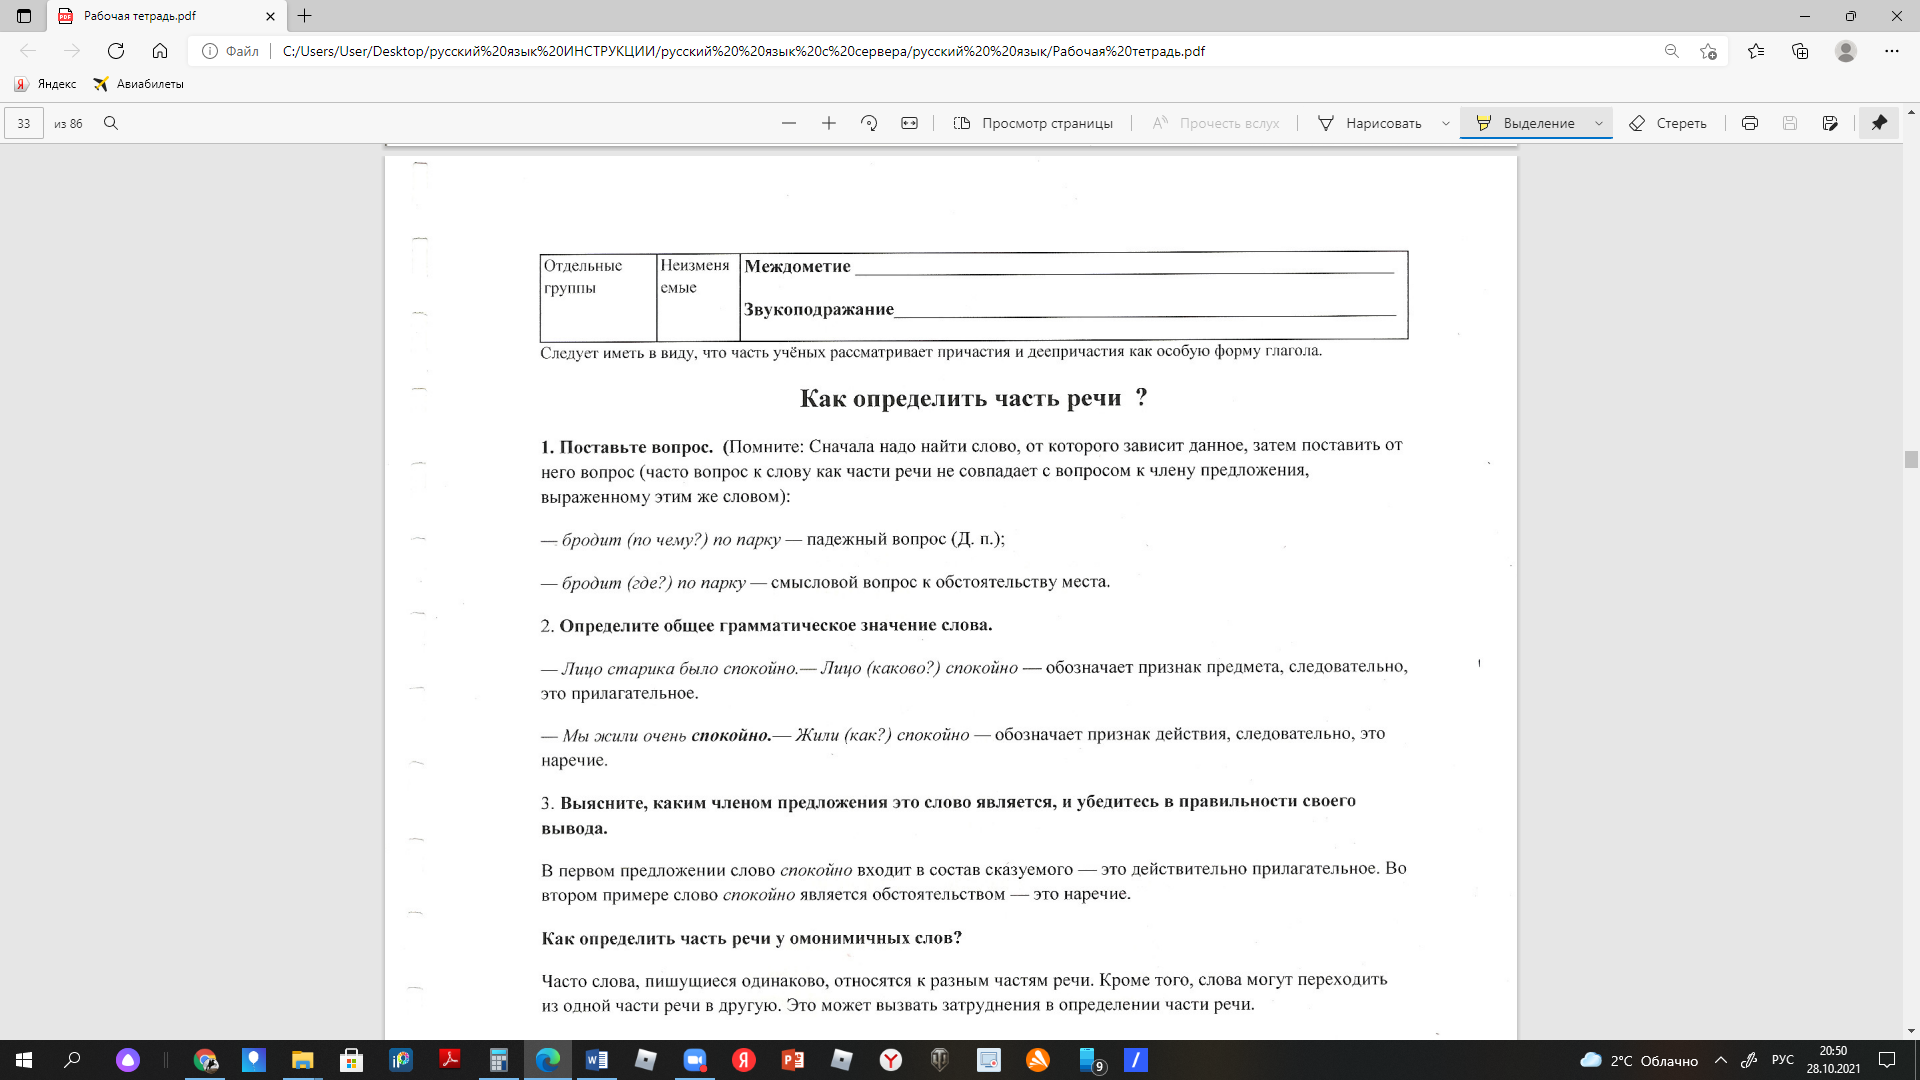 Рабочая тетрадь.pdf
Файл
C:/Users/User/Desktop/русский%20язык%20ИНСТРУКЦИИ/русский%20%20язык%20с%20сервера/русский%20%20язык/Рабочая%20тетрадь.pdf
Яндекс
Авиабилеты
33 из 86
Просмотр страницы
Прочесть вслух
Нарисовать
Выделение
Стереть
Отдельные группы
Неизменя емые
Междометие
Звукоподражание
Следует иметь в виду, что часть учёных рассматривает причастия и деепричастия как особую форму глагола.
Как определить часть речи ?
1. Поставьте вопрос. (Помните: Сначала надо найти слово, от которого зависит данное, затем поставить от
него вопрос (часто вопрос к слову как части речи не совпадает с вопросом к члену предложения,
выраженному этим же словом):
— бродит (по чему?) по парку — падежный вопрос (Д. п.);
— бродит (где?) по парку — смысловой вопрос к обстоятельству места.
2. Определите общее грамматическое значение слова.
— Лицо старика было спокойно.— Лицо (каково?) спокойно — обозначает признак предмета, следовательно,
это прилагательное.
— Мы жили очень спокойно.— Жили (как?) спокойно — обозначает признак действия, следовательно, это
наречие.
3. Выясните, каким членом предложения это слово является, и убедитесь в правильности своего
вывода.
В первом предложении слово спокойно входит в состав сказуемого — это действительно прилагательное. Во
втором примере слово спокойно является обстоятельством — это наречие.
Как определить часть речи у омонимичных слов?
Часто слова, пишущиеся одинаково, относятся к разным частям речи. Кроме того, слова могут переходить
из одной части речи в другую. Это может вызвать затруднения в определении части речи.
2°C Облачно
РУС
20:50
28.10.2021